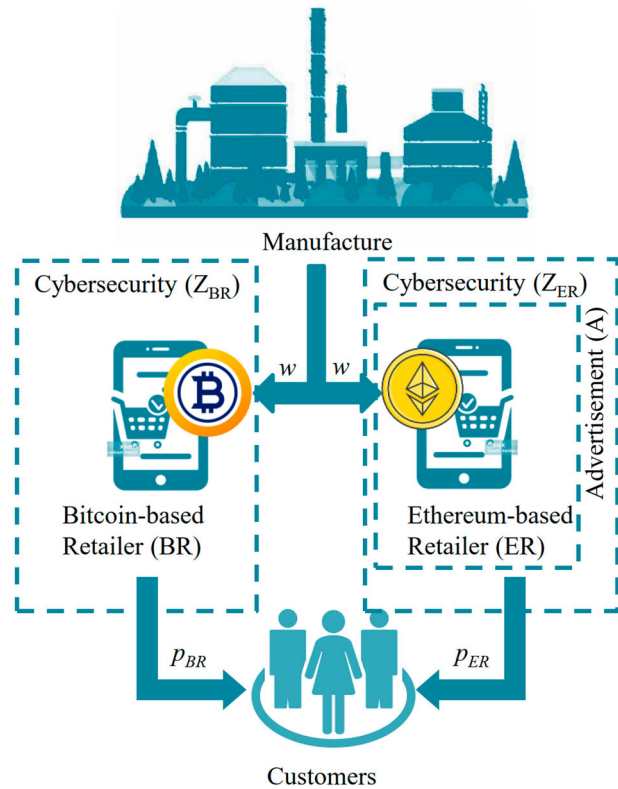 Manufacture
Cybersecurity (Z_BR)
Cybersecurity (Z_ER)
Advertisement (A)
w
w
Bitcoin-based
Retailer (BR)
Ethereum-based
Retailer (ER)
p_BR
p_ER
Customers